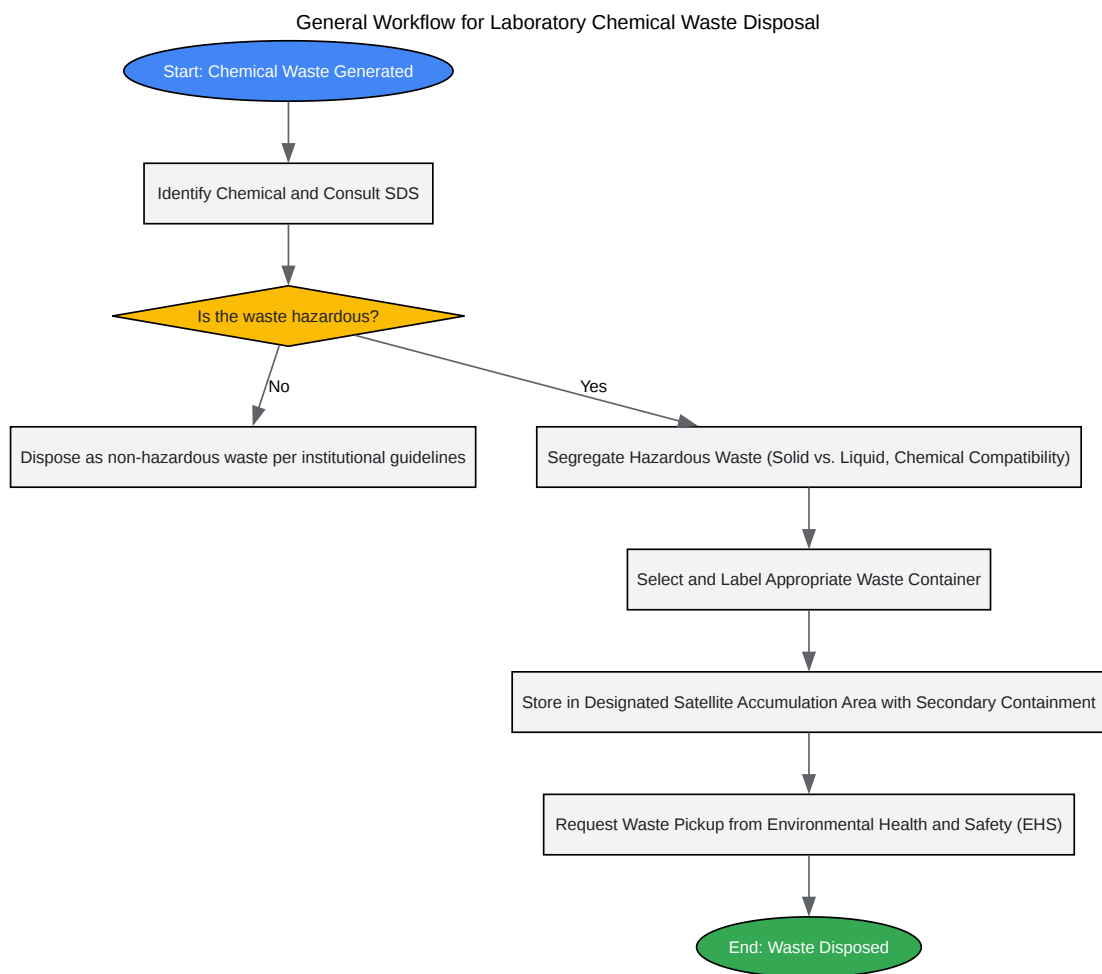 General Workflow for Laboratory Chemical Waste Disposal
Start: Chemical Waste Generated
Identify Chemical and Consult SDS
Is the waste hazardous?
No
Yes
Dispose as non-hazardous waste per institutional guidelines
Segregate Hazardous Waste (Solid vs. Liquid, Chemical Compatibility)
Select and Label Appropriate Waste Container
Store in Designated Satellite Accumulation Area with Secondary Containment
Request Waste Pickup from Environmental Health and Safety (EHS)
End: Waste Disposed